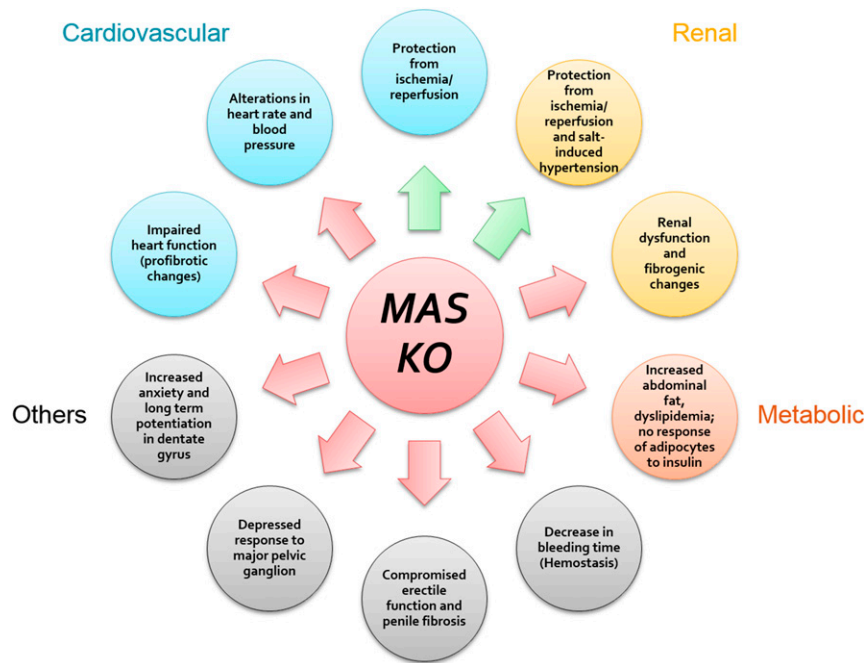 Cardiovascular
Renal
Protection
from
ischemia/
reperfusion
Protection
from
ischemia/
reperfusion
and salt-
induced
hypertension
Alterations in
heart rate and
blood
pressure
Impaired
heart function
(profibrotic
changes)
Renal
dysfunction
and
fibrogenic
changes
MAS
KO
Others
Increased
anxiety and
long term
potentiation
in dentate
gyrus
Increased
abdominal
fat,
dyslipidemia;
no response
of adipocytes
to insulin
Metabolic
Depressed
response to
major pelvic
ganglion
Compromised
erectile
function and
penile fibrosis
Decrease in
bleeding time
(Hemostasis)